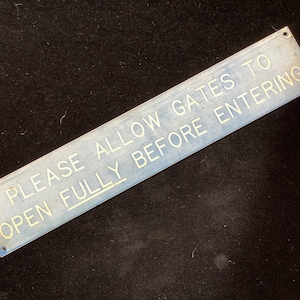 PLEASE ALLOW GATES TO
OPEN FULLY BEFORE ENTERING